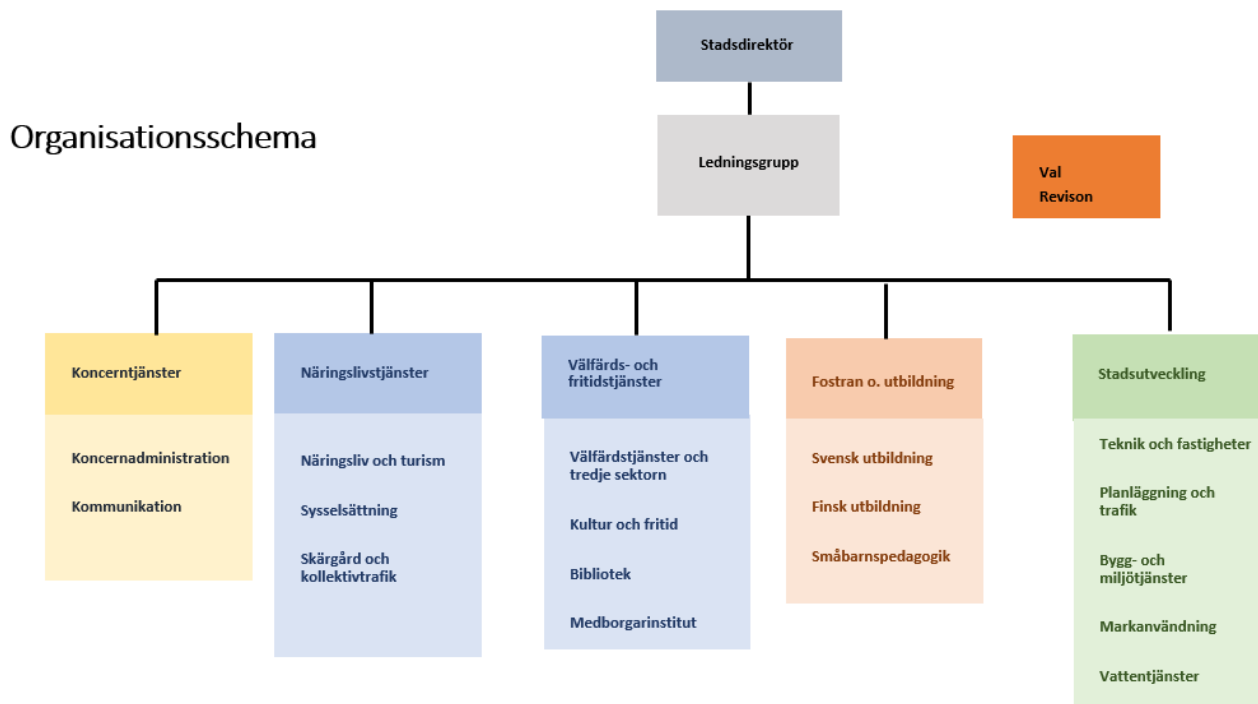 Stadsdirektör
Organisationsschema
Ledningsgrupp
Val
Revison
Koncerntjänster
Koncernadministration
Kommunikation
Näringslivstjänster
Näringsliv och turism
Sysselsättning
Skärgård och
kollektivtrafik
Välfärds- och
fritidstjänster
Välfärdstjänster och
tredje sektorn
Kultur och fritid
Bibliotek
Medborgarinstitut
Fostran o. utbildning
Svensk utbildning
Finsk utbildning
Småbarnspedagogik
Stadsutveckling
Teknik och fastigheter
Planläggning och
trafik
Bygg- och
miljötjänster
Markanvändning
Vattentjänster